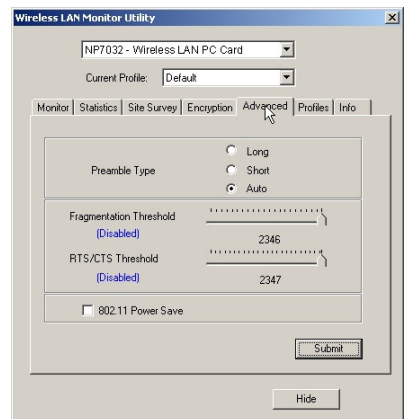 Wireless LAN Monitor Utility
NP7032 - Wireless LAN PC Card
Current Profile: Default
Monitor Statistics Site Survey Encryption Advanced Profiles Info
Long
Preamble Type Short
Auto
Fragmentation Threshold
(Disabled) 2346
RTS/CTS Threshold
(Disabled) 2347
802.11 Power Save
Submit
Hide